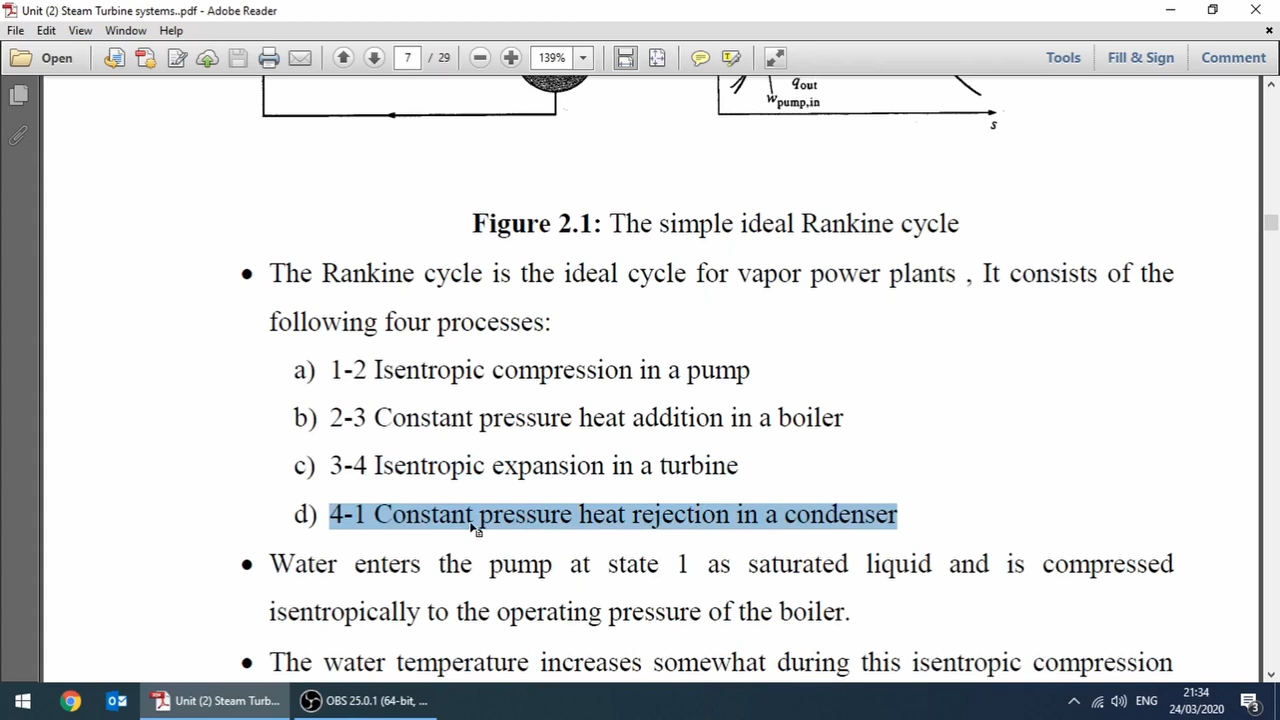 Unit (2) Steam Turbine systems..pdf - Adobe Reader
File Edit View Window Help
Open 7 / 29 139% Tools Fill & Sign Comment
qout
wpump,in
s
Figure 2.1: The simple ideal Rankine cycle
• The Rankine cycle is the ideal cycle for vapor power plants , It consists of the
following four processes:
a) 1-2 Isentropic compression in a pump
b) 2-3 Constant pressure heat addition in a boiler
c) 3-4 Isentropic expansion in a turbine
d) 4-1 Constant pressure heat rejection in a condenser
• Water enters the pump at state 1 as saturated liquid and is compressed
isentropically to the operating pressure of the boiler.
• The water temperature increases somewhat during this isentropic compression
Unit (2) Steam Turb... OBS 25.0.1 (64-bit, ... ENG 21:34
24/03/2020 3